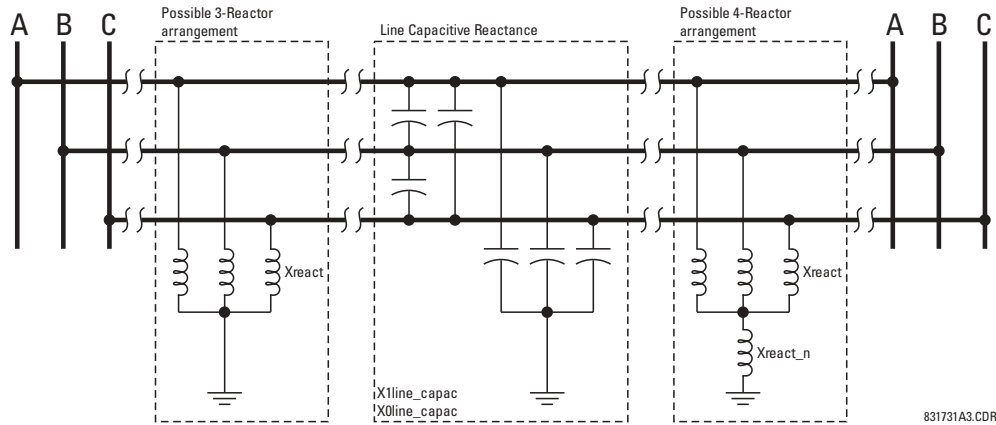 A B C
Possible 3-Reactor
arrangement
Line Capacitive Reactance
Possible 4-Reactor
arrangement
A B C
Xreact
Xreact
Xreact_n
X1line_capac
X0line_capac
831731A3.CDR